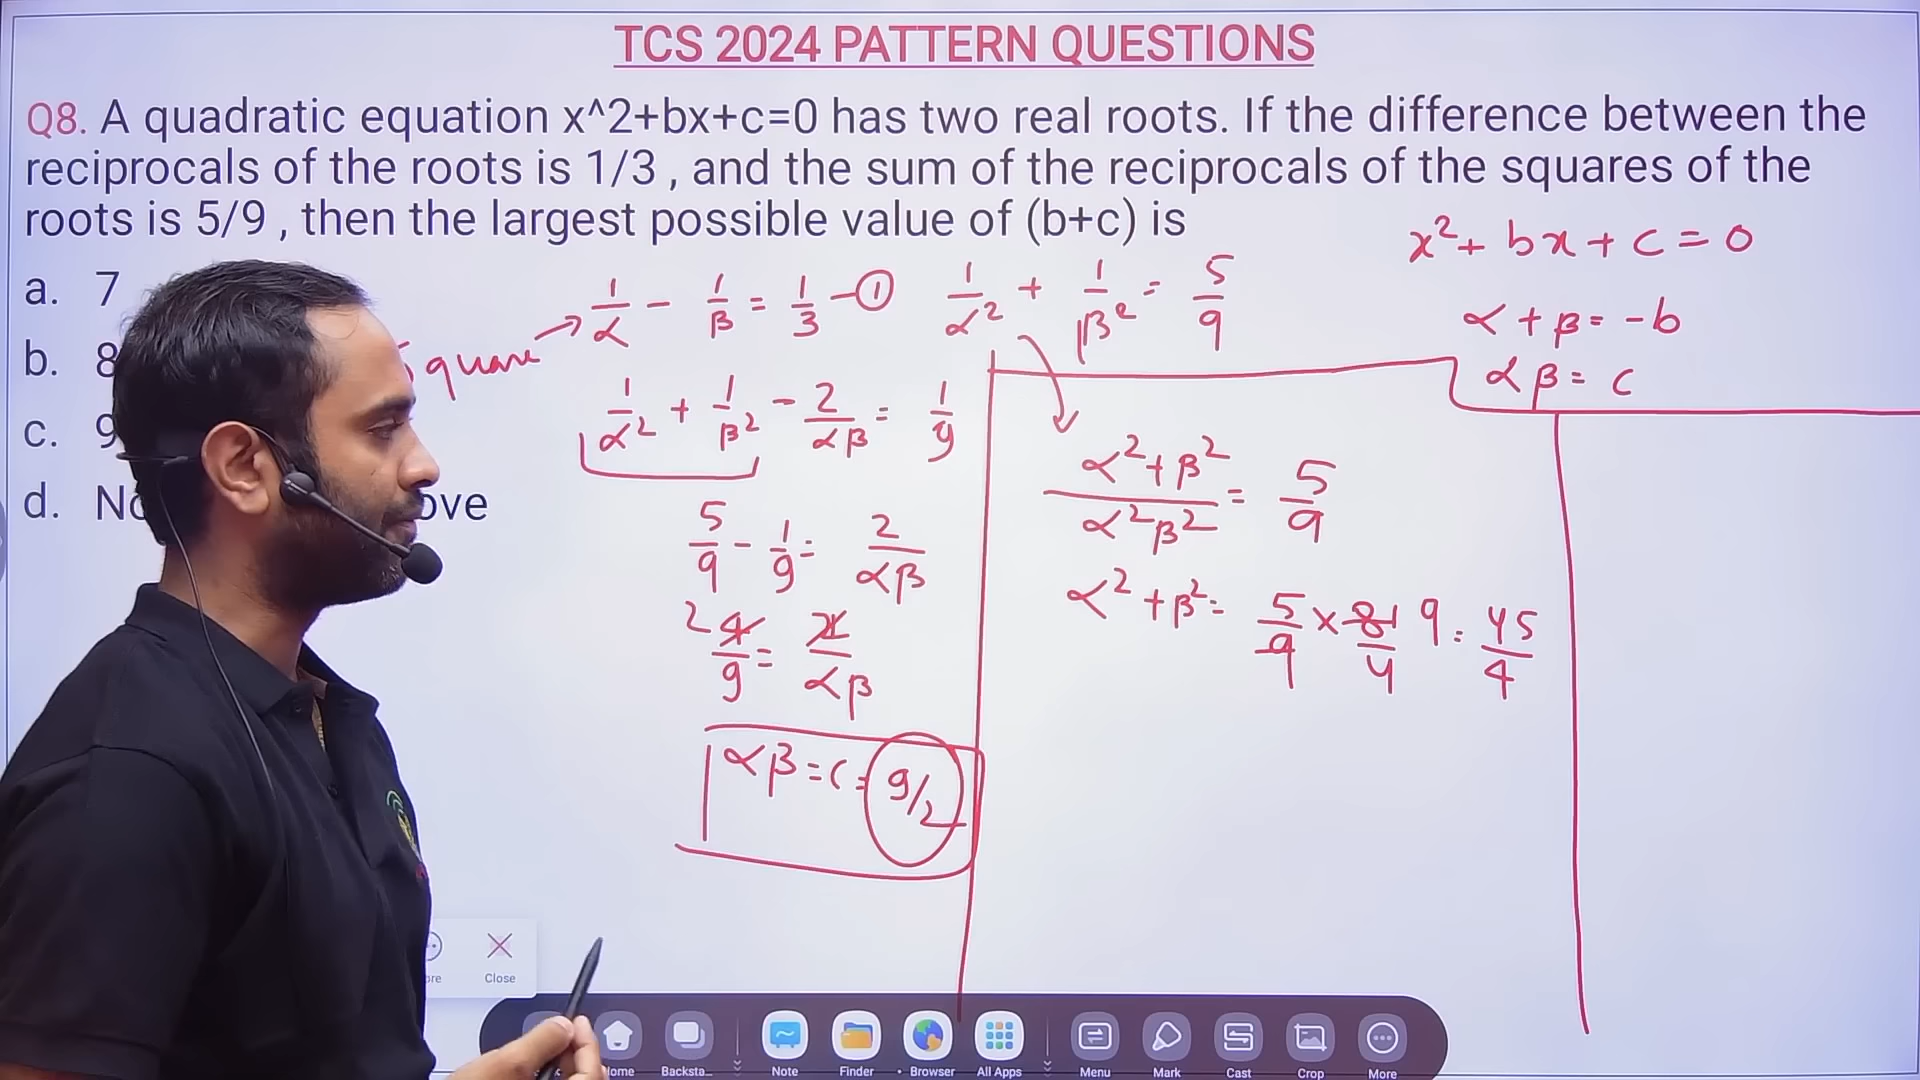 TCS 2024 PATTERN QUESTIONS
Q8. A quadratic equation x^2+bx+c=0 has two real roots. If the difference between the
reciprocals of the roots is 1/3 , and the sum of the reciprocals of the squares of the
roots is 5/9 , then the largest possible value of (b+c) is
a. 7
b. 8
c. 9
d. ove
x² + bx + c = 0
α + β = -b
αβ = c
Square → 1/α - 1/β = 1/3 -①
1/α² + 1/β² = 5/9
1/α² + 1/β² - 2/αβ = 1/9
5/9 - 1/9 = 2/αβ
2 4/9 = 2/αβ
αβ = c = 9/2
α²+β²/α²β² = 5/9
α² + β² = 5/9 × 81/4 9 = 45/4
Close
Home
Backsta...
Note
Finder
• Browser
All Apps
Menu
Mark
Cast
Crop
More